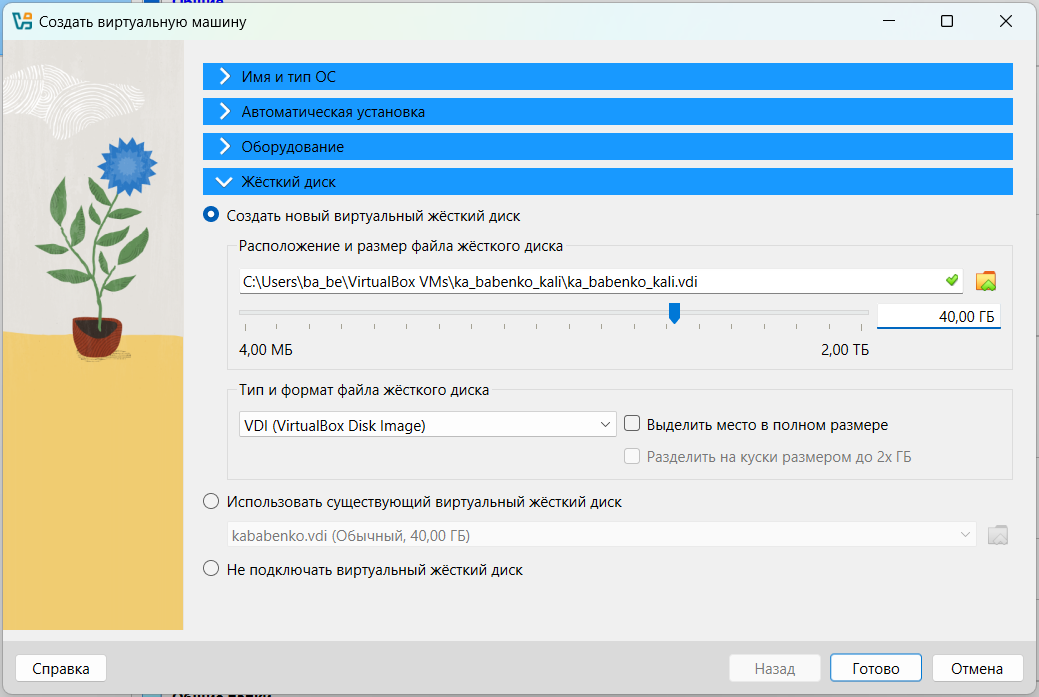 Общие
Создать виртуальную машину
Имя и тип ОС
Автоматическая установка
Оборудование
Жёсткий диск
Создать новый виртуальный жёсткий диск
Расположение и размер файла жёсткого диска
C:\Users\ba_be\VirtualBox VMs\ka_babenko_kali\ka_babenko_kali.vdi
40,00 ГБ
4,00 МБ 2,00 ТБ
Тип и формат файла жёсткого диска
VDI (VirtualBox Disk Image) Выделить место в полном размере
Разделить на куски размером до 2х ГБ
Использовать существующий виртуальный жёсткий диск
kababenko.vdi (Обычный, 40,00 ГБ)
Не подключать виртуальный жёсткий диск
Справка Назад Готово Отмена
Общие папки